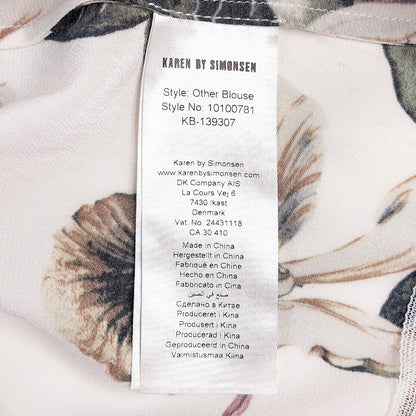 KAREN BY SIMONSEN
Style: Other Blouse
Style No: 10100781
KB-139307
Karen by Simonsen
www.karenbysimonsen.com
DK Company A/S
La Cours Vej 6
7430 Ikast
Denmark
Vat. No. 24431118
CA 30 410
Made in China
Hergestellt in China
Fabriqué en Chine
Hecho en China
Fabbricato in China
صنع في الصين
Сделано в Китае
Produceret i Kina
Produsert i Kina
Producerad i Kina
Geproduceerd in China
Valmistusmaa Kiina